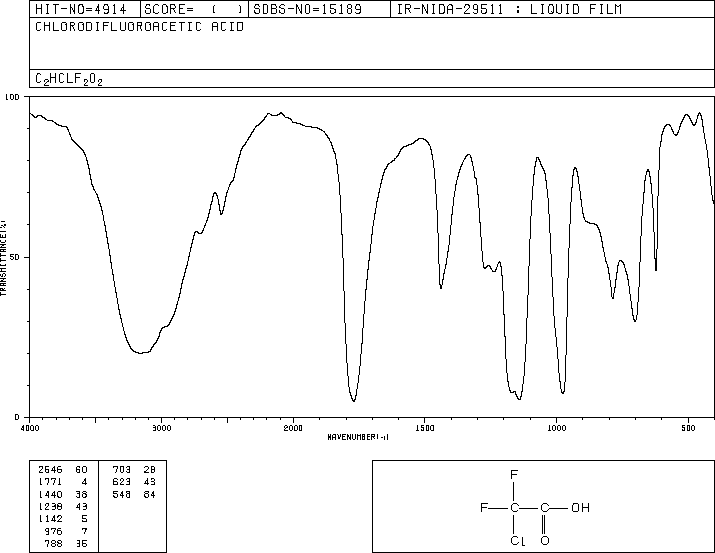 HIT-NO=4914 SCORE= ( ) SDBS-NO=15189 IR-NIDA-29511 : LIQUID FILM
CHLORODIFLUOROACETIC ACID
C2HCLF2O2
100
50
0
TRANSMITTANCE(%)
4000 3000 2000 1500 1000 500
WAVENUMBER(-1)
2546 60 703 28
1771 4 623 43
1440 38 548 84
1238 43
1142 5
976 7
788 35
F
F C C OH
Cl O